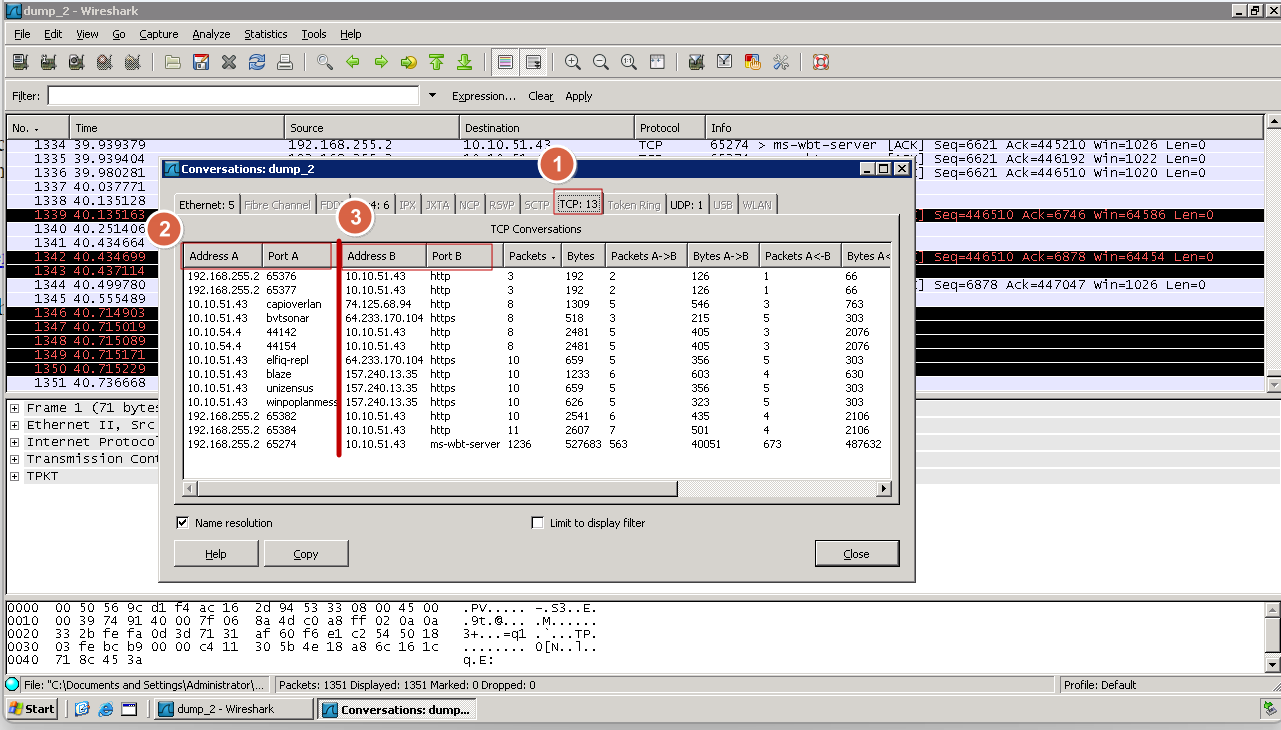 dump_2 - Wireshark
File Edit View Go Capture Analyze Statistics Tools Help
Filter: Expression... Clear Apply
No. - Time Source Destination Protocol Info
1334 39.939379 192.168.255.2 10.10.51.43 TCP 65274 > ms-wbt-server [ACK] Seq=6621 Ack=445210 Win=1026 Len=0
1335 39.939404 Seq=6621 Ack=446192 Win=1022 Len=0
1336 39.980281 Seq=6621 Ack=446510 Win=1020 Len=0
1337 40.037771
1338 40.135128
1339 40.135163 ] Seq=446510 Ack=6746 Win=64586 Len=0
1340 40.251406
1341 40.434664
1342 40.434699 ] Seq=446510 Ack=6878 Win=64454 Len=0
1343 40.437114
1344 40.499780 ] Seq=6878 Ack=447047 Win=1026 Len=0
1345 40.555489
1346 40.714903
1347 40.715019
1348 40.715089
1349 40.715171
1350 40.715229
1351 40.736668
Conversations: dump_2
1
Ethernet: 5 Fibre Channel FDD 4: 6 IPX JXTA NCP RSVP SCTP TCP: 13 Token Ring UDP: 1 USB WLAN
2
3
TCP Conversations
Address A Port A Address B Port B Packets - Bytes Packets A->B Bytes A->B Packets A<-B Bytes A<
192.168.255.2 65376 10.10.51.43 http 3 192 2 126 1 66
192.168.255.2 65377 10.10.51.43 http 3 192 2 126 1 66
10.10.51.43 capioverlan 74.125.68.94 http 8 1309 5 546 3 763
10.10.51.43 bvtsonar 64.233.170.104 https 8 518 3 215 5 303
10.10.54.4 44142 10.10.51.43 http 8 2481 5 405 3 2076
10.10.54.4 44154 10.10.51.43 http 8 2481 5 405 3 2076
10.10.51.43 elfiq-repl 64.233.170.104 https 10 659 5 356 5 303
10.10.51.43 blaze 157.240.13.35 http 10 1233 6 603 4 630
10.10.51.43 unizensus 157.240.13.35 https 10 659 5 356 5 303
10.10.51.43 winpoplanmess 157.240.13.35 https 10 626 5 323 5 303
192.168.255.2 65382 10.10.51.43 http 10 2541 6 435 4 2106
192.168.255.2 65384 10.10.51.43 http 11 2607 7 501 4 2106
192.168.255.2 65274 10.10.51.43 ms-wbt-server 1236 527683 563 40051 673 487632
Name resolution Limit to display filter
Help Copy Close
Frame 1 (71 bytes
Ethernet II, Src
Internet Protoco
Transmission Con
TPKT
0000 00 50 56 9c d1 f4 ac 16 2d 94 53 33 08 00 45 00 .PV..... -.S3..E.
0010 00 39 74 91 40 00 7f 06 8a 4d c0 a8 ff 02 0a 0a .9t.@... .M......
0020 33 2b fe fa 0d 3d 71 31 af 60 f6 e1 c2 54 50 18 3+...=q1 .`...TP.
0030 03 fe bc b9 00 00 c4 11 30 5b 4e 18 a8 6c 16 1c ........ 0[N..l..
0040 71 8c 45 3a q.E:
File: "C:\Documents and Settings\Administrator\... Packets: 1351 Displayed: 1351 Marked: 0 Dropped: 0 Profile: Default
Start dump_2 - Wireshark Conversations: dump...